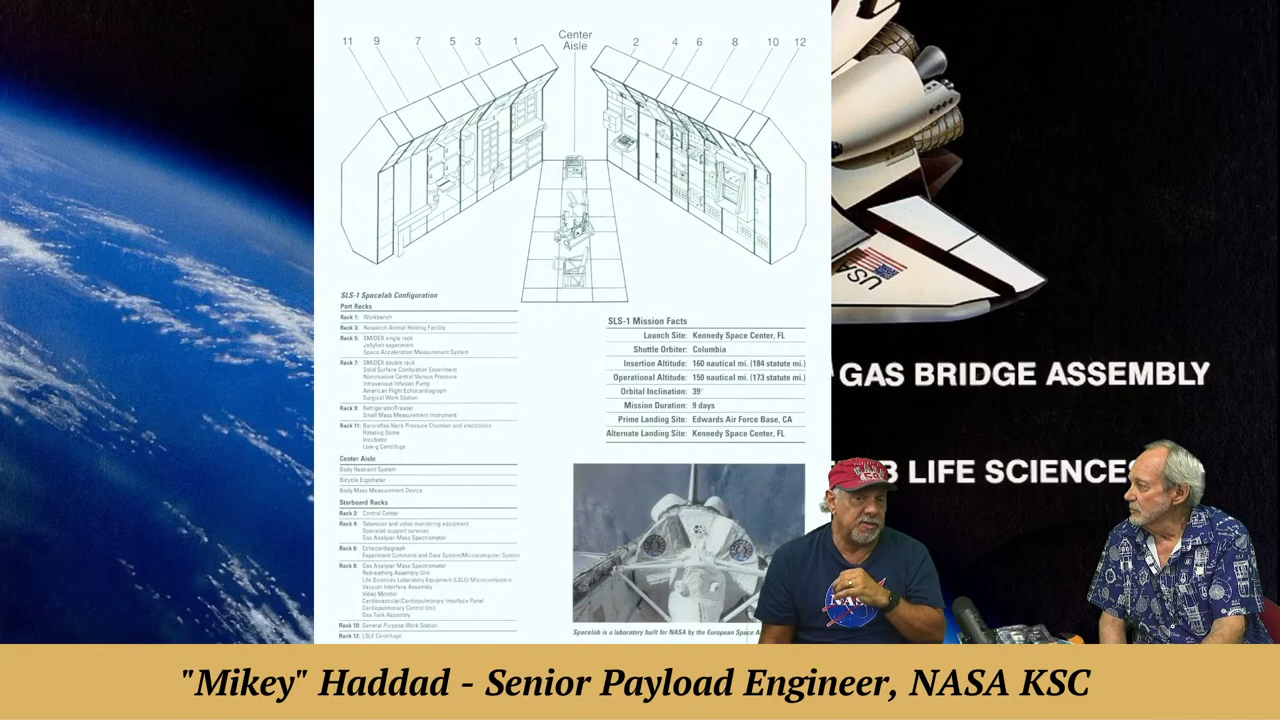 11 9 7 5 3 1 Center Aisle 2 4 6 8 10 12
SLS-1 Spacelab Configuration
Port Racks
Rack 1: Workbench
Rack 3: Research Animal Holding Facility
Rack 5: SMIDEX single rack
Jellyfish experiment
Space Acceleration Measurement System
Rack 7: SMIDEX double rack
Solid Surface Combustion Experiment
Noninvasive Central Venous Pressure
Intravenous Infusion Pump
American Flight Echocardiograph
Surgical Work Station
Rack 9: Refrigerator/Freezer
Small Mass Measurement Instrument
Rack 11: Baroreflex Neck Pressure Chamber and electronics
Rotating Dome
Incubator
Low-g Centrifuge
Center Aisle
Body Restraint System
Bicycle Ergometer
Body Mass Measurement Device
Starboard Racks
Rack 2: Control Center
Rack 4: Television and video monitoring equipment
Spacelab support services
Gas Analyzer Mass Spectrometer
Rack 6: Echocardiograph
Experiment Command and Data System/Microcomputer System
Rack 8: Gas Analyzer Mass Spectrometer
Rebreathing Assembly Unit
Life Sciences Laboratory Equipment (LSLE) Microcomputers
Vacuum Interface Assembly
Video Monitor
Cardiovascular/Cardiopulmonary Interface Panel
Cardiopulmonary Control Unit
Gas Tank Assembly
Rack 10: General Purpose Work Station
Rack 12: LSLE Centrifuge
SLS-1 Mission Facts
Launch Site: Kennedy Space Center, FL
Shuttle Orbiter: Columbia
Insertion Altitude: 160 nautical mi. (184 statute mi.)
Operational Altitude: 150 nautical mi. (173 statute mi.)
Orbital Inclination: 39°
Mission Duration: 9 days
Prime Landing Site: Edwards Air Force Base, CA
Alternate Landing Site: Kennedy Space Center, FL
Spacelab is a laboratory built for NASA by the European Space A
USA
GAS BRIDGE ASSEMBLY
B LIFE SCIENCES
NASA
"Mikey" Haddad - Senior Payload Engineer, NASA KSC